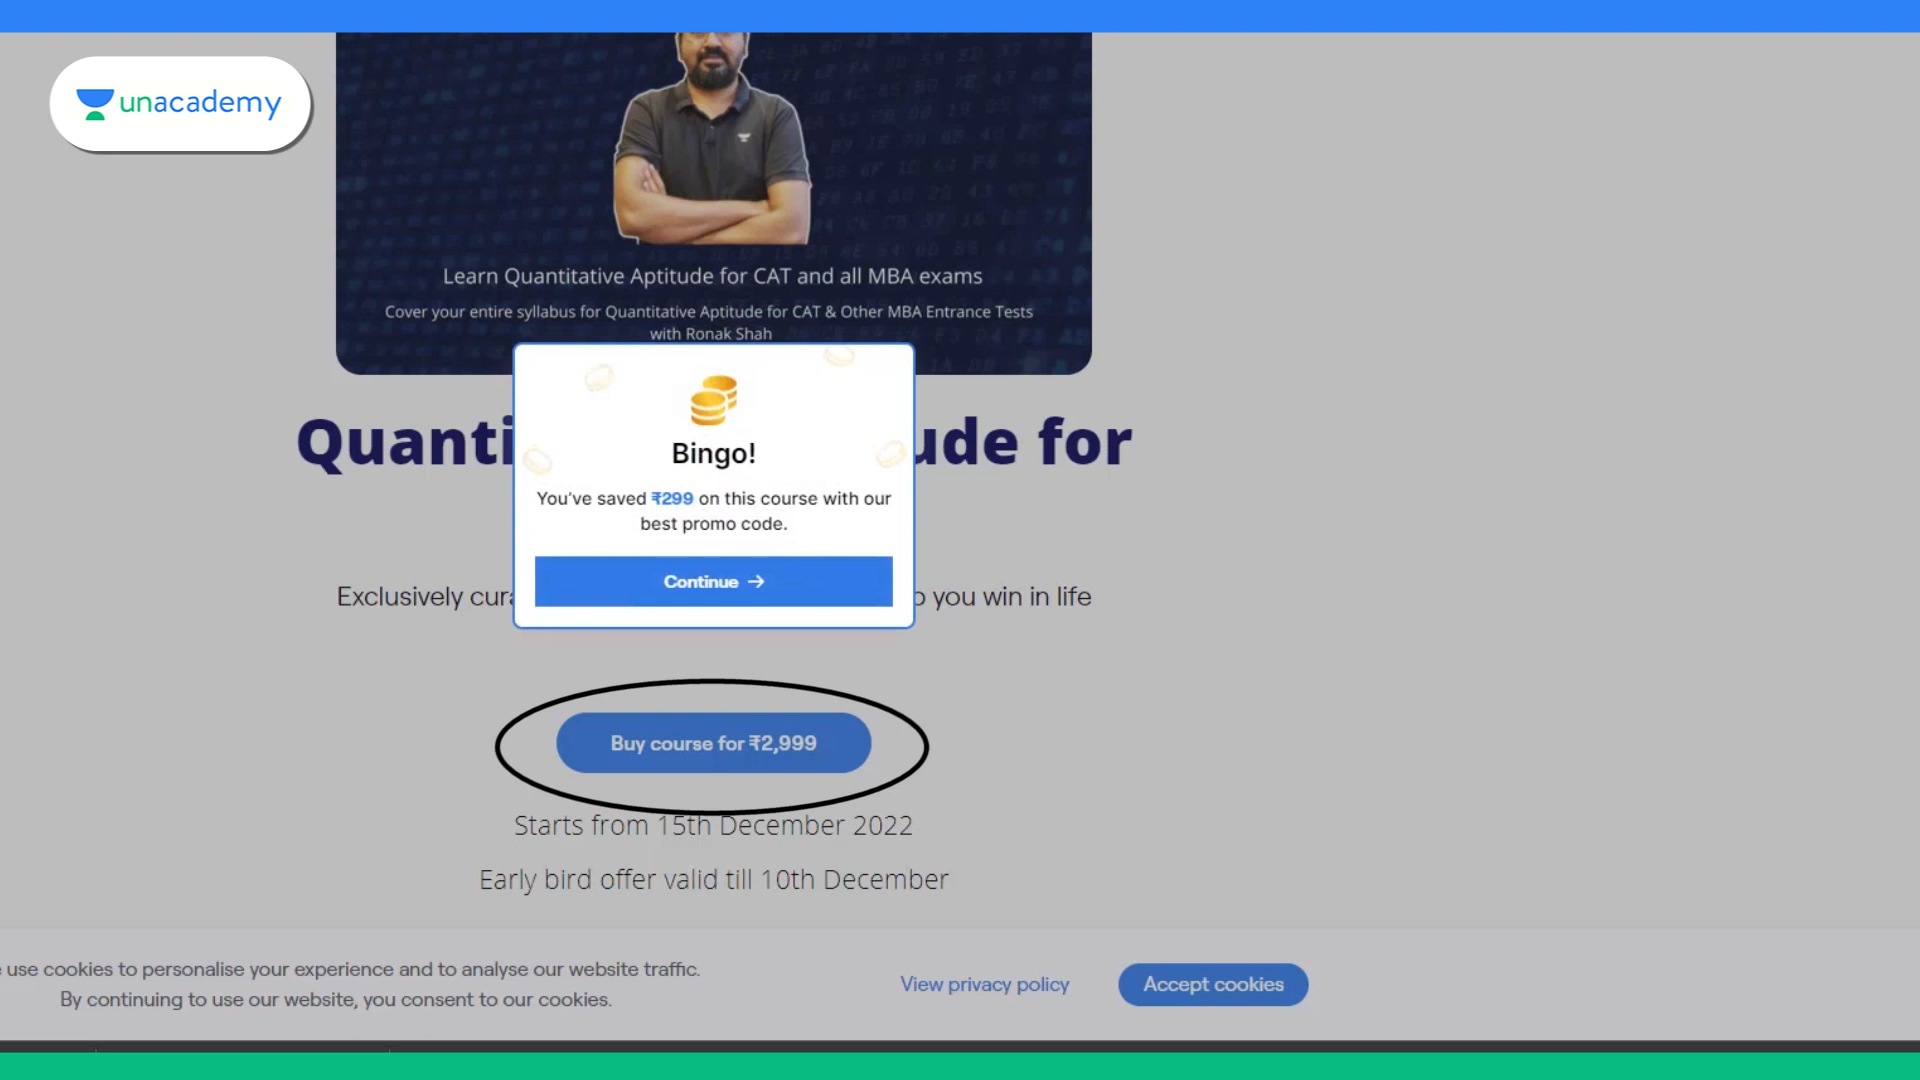 unacademy
Learn Quantitative Aptitude for CAT and all MBA exams
Cover your entire syllabus for Quantitative Aptitude for CAT & Other MBA Entrance Tests
with Ronak Shah
Bingo!
Quanti ude for
You've saved ₹299 on this course with our
best promo code.
Continue →
Exclusively cur you win in life
Buy course for ₹2,999
Starts from 15th December 2022
Early bird offer valid till 10th December
use cookies to personalise your experience and to analyse our website traffic.
By continuing to use our website, you consent to our cookies.
View privacy policy
Accept cookies